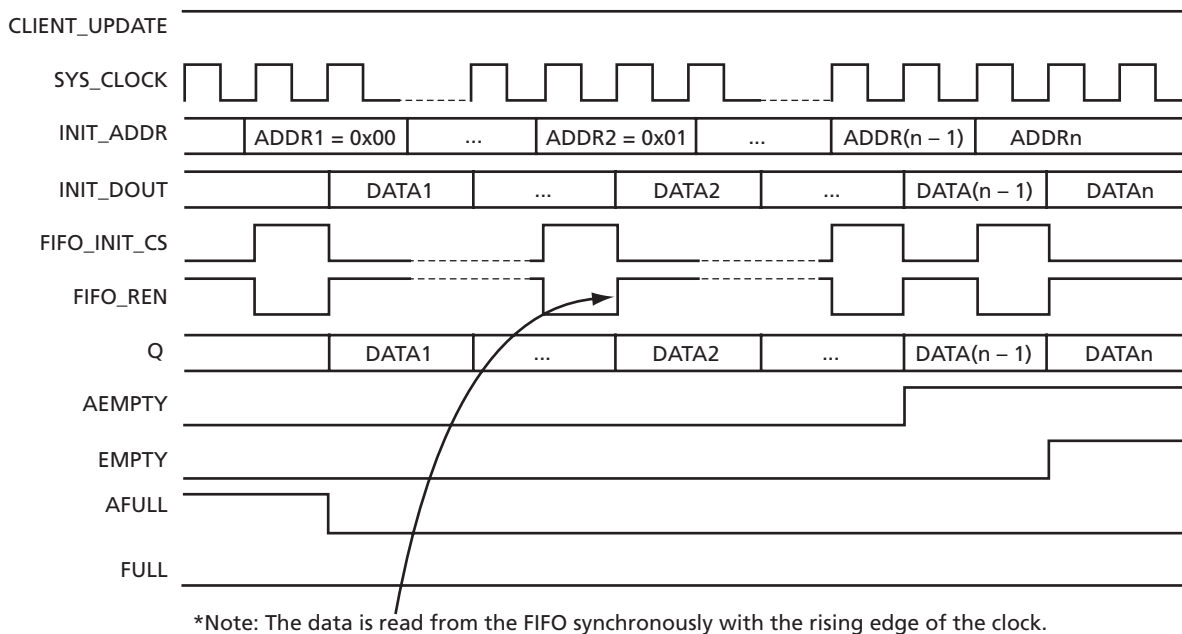 CLIENT_UPDATE
SYS_CLOCK
INIT_ADDR ADDR1 = 0x00 ... ADDR2 = 0x01 ... ADDR(n – 1) ADDRn
INIT_DOUT DATA1 ... DATA2 ... DATA(n – 1) DATAn
FIFO_INIT_CS
FIFO_REN
Q DATA1 ... DATA2 ... DATA(n – 1) DATAn
AEMPTY
EMPTY
AFULL
FULL
*Note: The data is read from the FIFO synchronously with the rising edge of the clock.